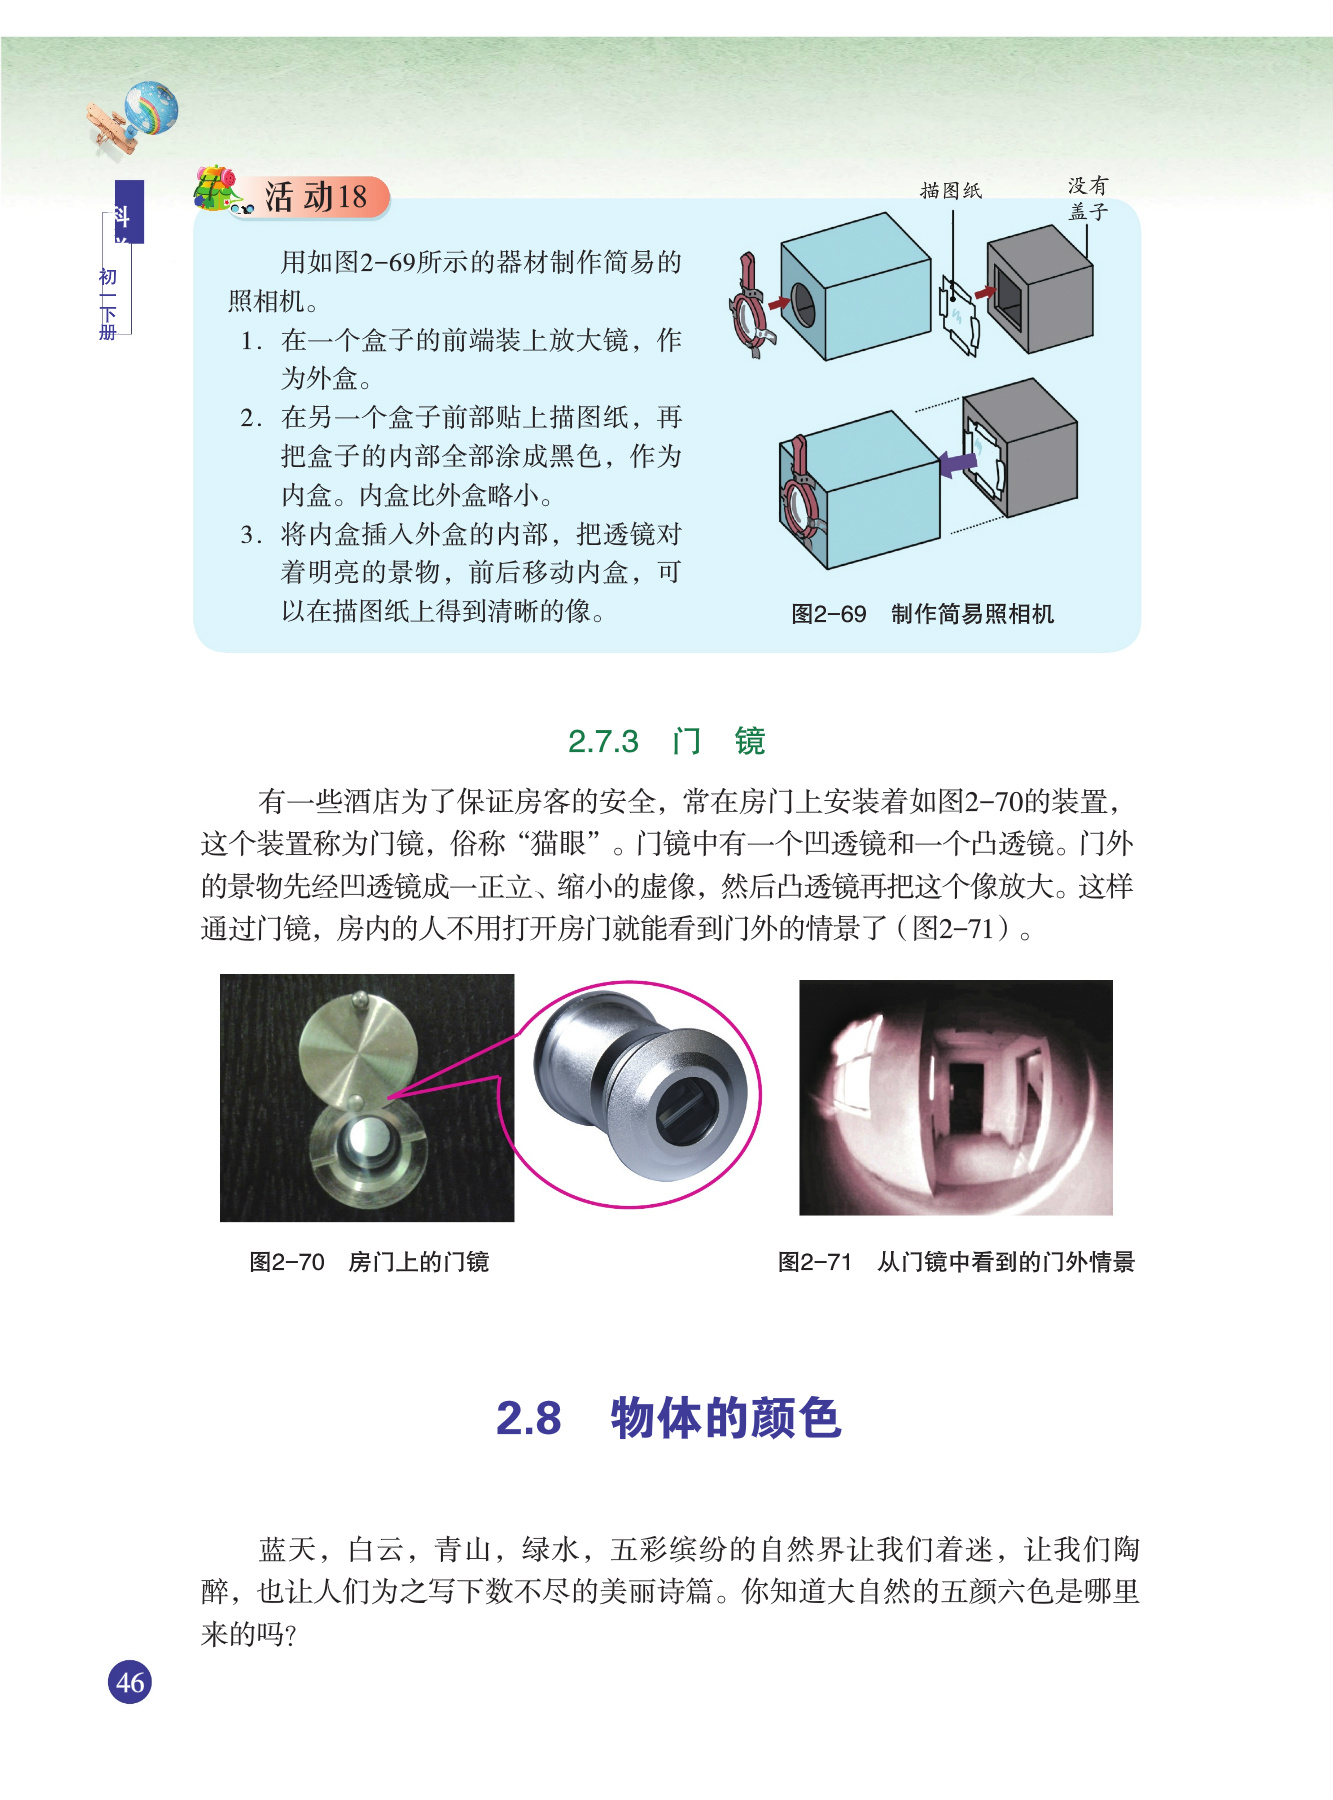 科
初一下册
活动18
描图纸
没有
盖子
用如图2-69所示的器材制作简易的
照相机。
1. 在一个盒子的前端装上放大镜，作
为外盒。
2. 在另一个盒子前部贴上描图纸，再
把盒子的内部全部涂成黑色，作为
内盒。内盒比外盒略小。
3. 将内盒插入外盒的内部，把透镜对
着明亮的景物，前后移动内盒，可
以在描图纸上得到清晰的像。
图2-69 制作简易照相机
2.7.3 门 镜
有一些酒店为了保证房客的安全，常在房门上安装着如图2-70的装置，
这个装置称为门镜，俗称“猫眼”。门镜中有一个凹透镜和一个凸透镜。门外
的景物先经凹透镜成一正立、缩小的虚像，然后凸透镜再把这个像放大。这样
通过门镜，房内的人不用打开房门就能看到门外的情景了（图2-71）。
图2-70 房门上的门镜
图2-71 从门镜中看到的门外情景
2.8 物体的颜色
蓝天，白云，青山，绿水，五彩缤纷的自然界让我们着迷，让我们陶
醉，也让人们为之写下数不尽的美丽诗篇。你知道大自然的五颜六色是哪里
来的吗？
46